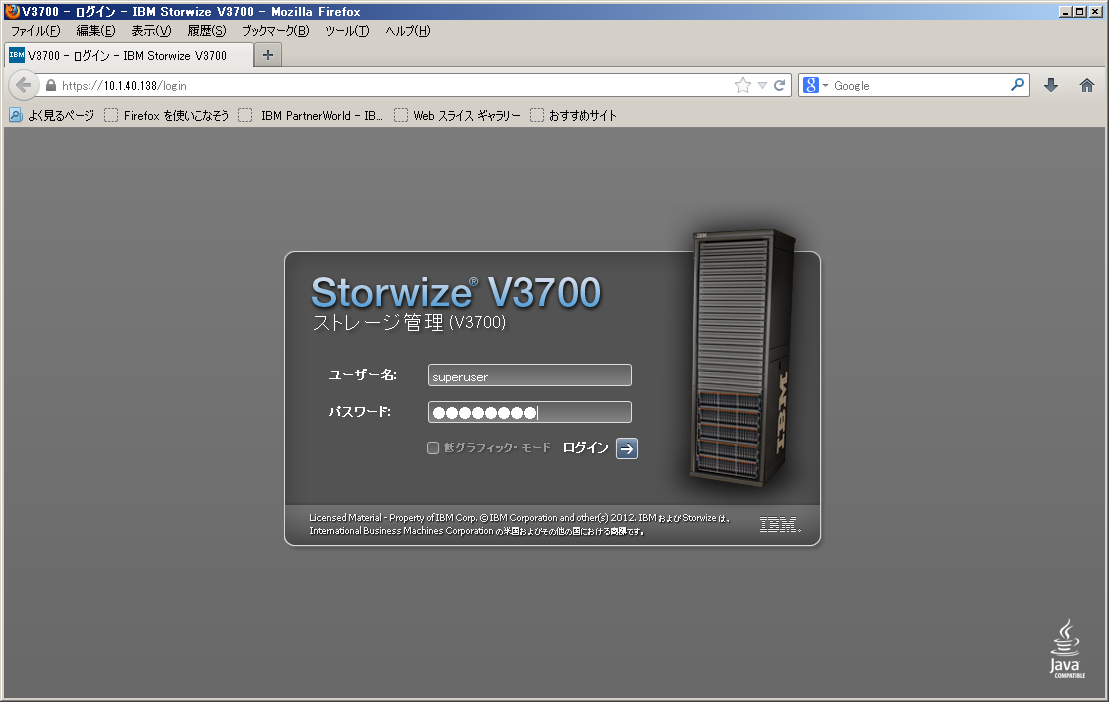 V3700 - ログイン - IBM Storwize V3700 - Mozilla Firefox
ファイル(F) 編集(E) 表示(V) 履歴(S) ブックマーク(B) ツール(T) ヘルプ(H)
IBM V3700 - ログイン - IBM Storwize V3700 +
https://10.1.40.138/login 8 Google
よく見るページ Firefox を使いこなそう IBM PartnerWorld - IB... Web スライス ギャラリー おすすめサイト
IBM
Storwize® V3700
ストレージ管理 (V3700)
ユーザー名: superuser
パスワード: ●●●●●●●●
IBM
低グラフィック・モード ログイン
Licensed Material - Property of IBM Corp. © IBM Corporation and other(s) 2012. IBM および Storwize は、
International Business Machines Corporation の米国およびその他の国における商標です。
IBM.
Java
COMPATIBLE